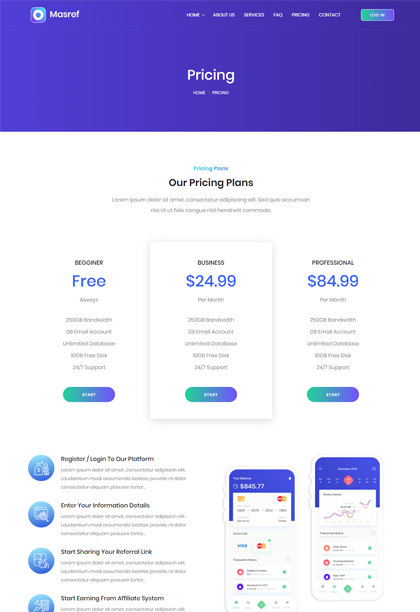 Masref
HOME ABOUT US SERVICES FAQ PRICING CONTACT LOG IN
Pricing
HOME : PRICING
Pricing Plans
Our Pricing Plans
Lorem ipsum dolor sit amet, consectetur adipiscing elit. Sed quis accumsan
nisi Ut ut felis congue nisl hendrerit commodo.
BEGGINER
Free
Always
250GB Bandwidth
08 Email Account
Unlimited Database
10GB Free Disk
24/7 Support
START
BUSINESS
$24.99
Per Month
250GB Bandwidth
08 Email Account
Unlimited Database
10GB Free Disk
24/7 Support
START
PROFESSIONAL
$84.99
Per Month
250GB Bandwidth
08 Email Account
Unlimited Database
10GB Free Disk
24/7 Support
START
Register / Login To Our Platform
Lorem ipsum dolor sit amet, consectetur adipisicin elit.
Laudantium modi assumenda beatae provide nt dolor
consectetur aliquam posuere tortor,.
Enter Your Information Details
Lorem ipsum dolor sit amet, consectetur adipisicin elit.
Laudantium modi assumenda beatae provide nt dolor
consectetur aliquam posuere tortor,.
Start Sharing Your Referral Link
Lorem ipsum dolor sit amet, consectetur adipisicin elit.
Laudantium modi assumenda beatae provide nt dolor
consectetur aliquam posuere tortor,.
Start Earning From Affiliate System
Lorem ipsum dolor sit amet, consectetur adipisicin elit.
$845.77
VISA